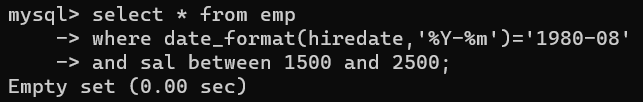 mysql> select * from emp
    -> where date_format(hiredate,'%Y-%m')='1980-08'
    -> and sal between 1500 and 2500;
Empty set (0.00 sec)